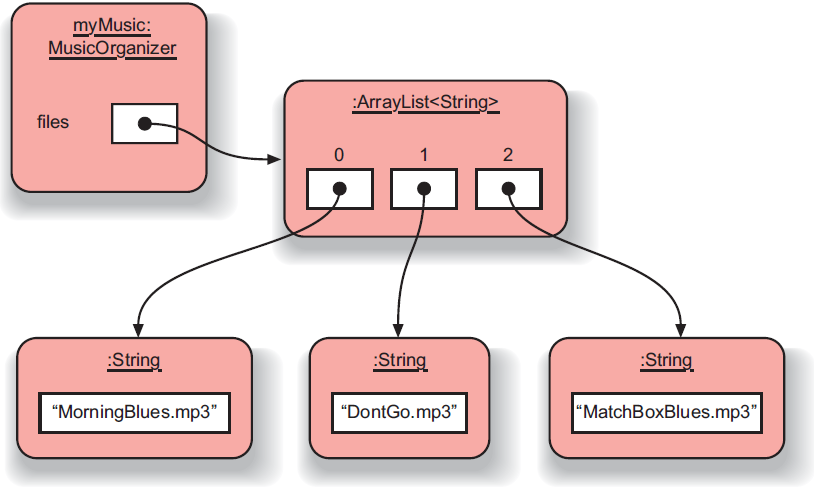 myMusic:
MusicOrganizer
files
:ArrayList<String>
0 1 2
:String
“MorningBlues.mp3”
:String
“DontGo.mp3”
:String
“MatchBoxBlues.mp3”